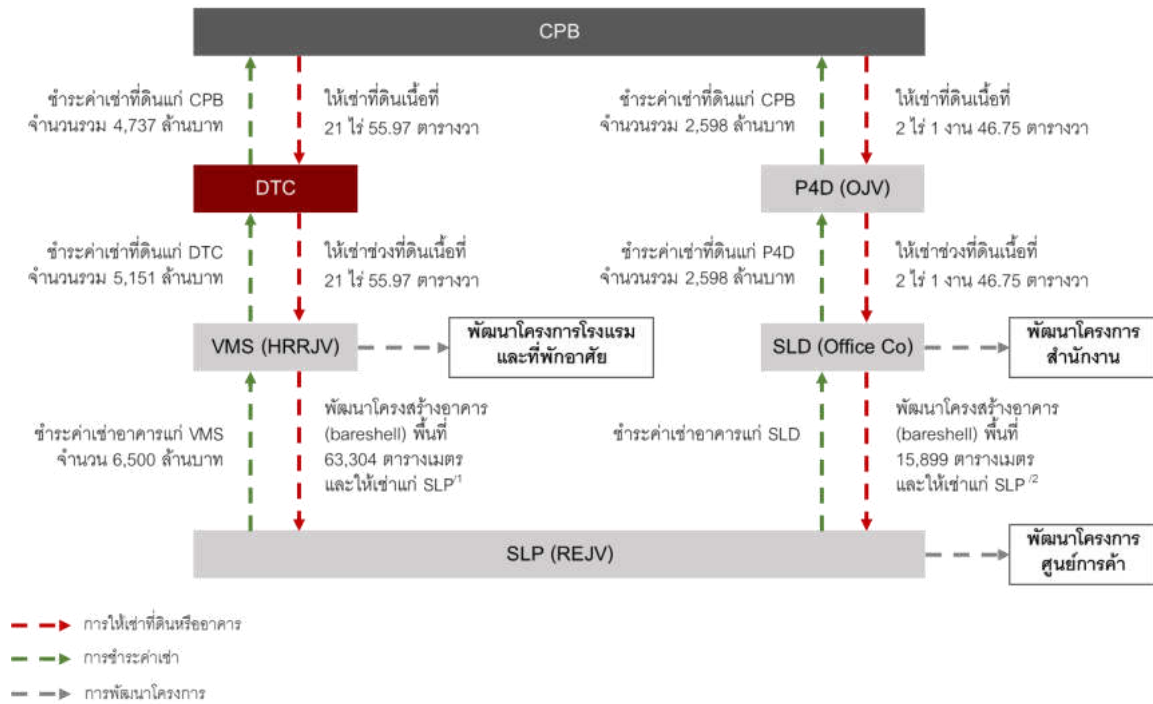 CPB
ชำระค่าเช่าที่ดินแก่ CPB
จำนวนรวม 4,737 ล้านบาท
ให้เช่าที่ดินเนื้อที่
21 ไร่ 55.97 ตารางวา
ชำระค่าเช่าที่ดินแก่ CPB
จำนวนรวม 2,598 ล้านบาท
ให้เช่าที่ดินเนื้อที่
2 ไร่ 1 งาน 46.75 ตารางวา
DTC
P4D (OJV)
ชำระค่าเช่าที่ดินแก่ DTC
จำนวนรวม 5,151 ล้านบาท
ให้เช่าช่วงที่ดินเนื้อที่
21 ไร่ 55.97 ตารางวา
ชำระค่าเช่าที่ดินแก่ P4D
จำนวนรวม 2,598 ล้านบาท
ให้เช่าช่วงที่ดินเนื้อที่
2 ไร่ 1 งาน 46.75 ตารางวา
VMS (HRRJV)
พัฒนาโครงการโรงแรม
และที่พักอาศัย
SLD (Office Co)
พัฒนาโครงการ
สำนักงาน
ชำระค่าเช่าอาคารแก่ VMS
จำนวน 6,500 ล้านบาท
พัฒนาโครงสร้างอาคาร
(bareshell) พื้นที่
63,304 ตารางเมตร
และให้เช่าแก่ SLP/1
ชำระค่าเช่าอาคารแก่ SLD
พัฒนาโครงสร้างอาคาร
(bareshell) พื้นที่
15,899 ตารางเมตร
และให้เช่าแก่ SLP /2
SLP (REJV)
พัฒนาโครงการ
ศูนย์การค้า
การให้เช่าที่ดินหรืออาคาร
การชำระค่าเช่า
การพัฒนาโครงการ